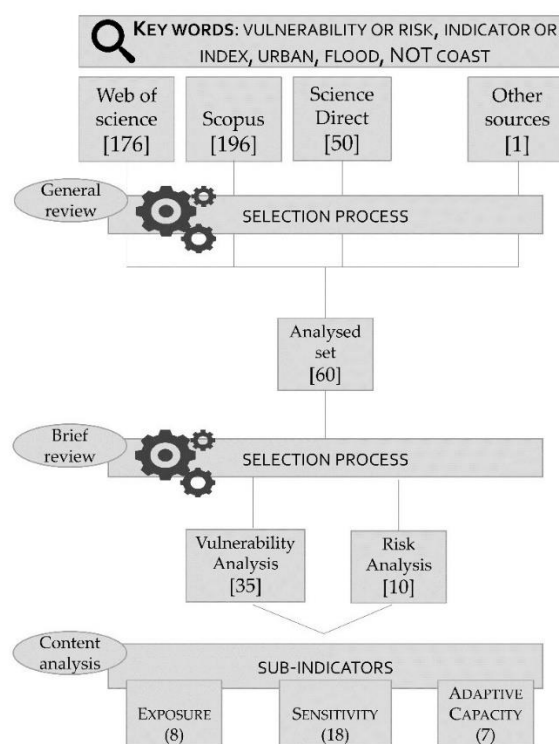 KEY WORDS: VULNERABILITY OR RISK, INDICATOR OR
INDEX, URBAN, FLOOD, NOT COAST
Web of
science
[176]
Scopus
[196]
Science
Direct
[50]
Other
sources
[1]
General
review
SELECTION PROCESS
Analysed
set
[60]
Brief
review
SELECTION PROCESS
Vulnerability
Analysis
[35]
Risk
Analysis
[10]
Content
analysis
SUB-INDICATORS
EXPOSURE
(8)
SENSITIVITY
(18)
ADAPTIVE
CAPACITY
(7)